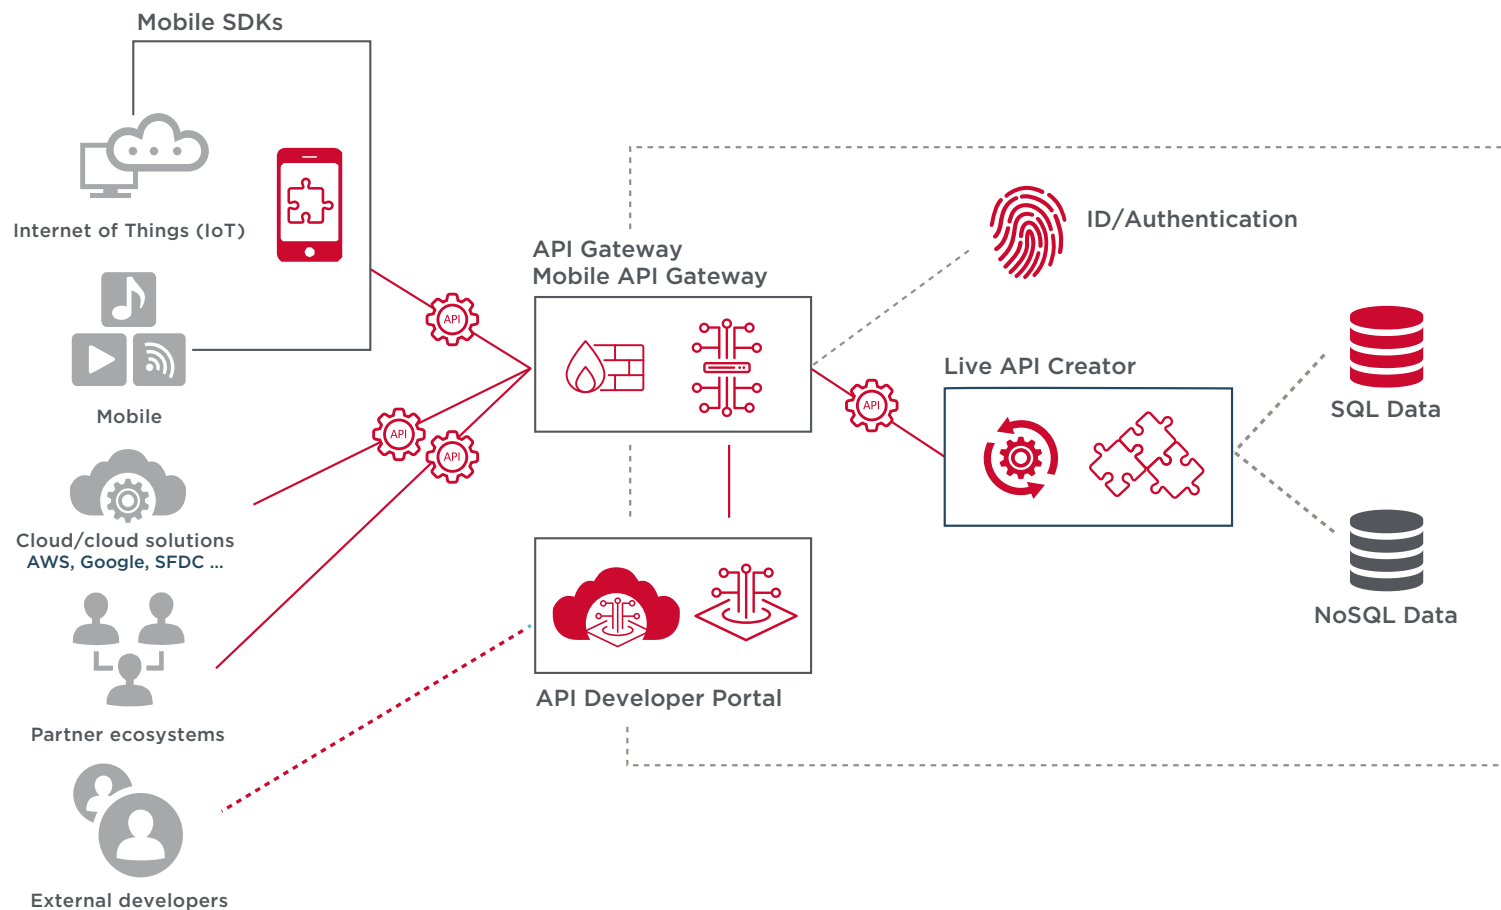 Mobile SDKs
Internet of Things (IoT)
Mobile
Cloud/cloud solutions
AWS, Google, SFDC ...
Partner ecosystems
External developers
API
API
API
API Gateway
Mobile API Gateway
API Developer Portal
API
ID/Authentication
Live API Creator
SQL Data
NoSQL Data